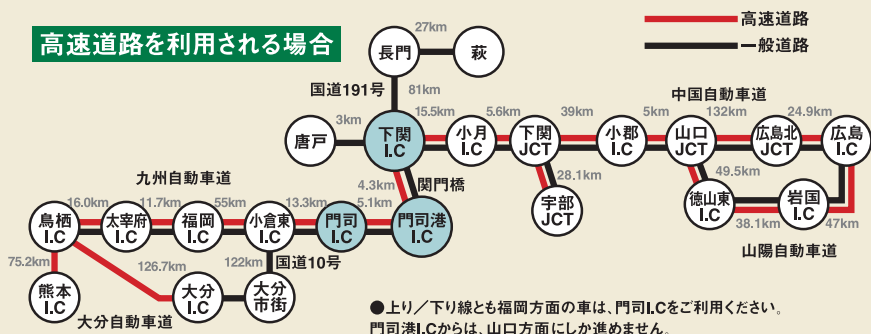 27km
高速道路
高速道路を利用される場合
長門
萩
一般道路
国道191号
81km
中国自動車道
3km
15.5km
5.6km
39km
5km
132km
24.9km
唐戸
下関
I.C
小月
I.C
下関
JCT
小郡
I.C
山口
JCT
広島北
JCT
広島
I.C
九州自動車道
4.3km
関門橋
28.1km
49.5km
16.0km
11.7km
55km
13.3km
5.1km
宇部
JCT
徳山東
I.C
岩国
I.C
鳥栖
I.C
太宰府
I.C
福岡
I.C
小倉東
I.C
門司
I.C
門司港
I.C
38.1km
47km
山陽自動車道
75.2km
126.7km
122km
国道10号
熊本
I.C
大分
I.C
大分
市街
大分自動車道
●上り／下り線とも福岡方面の車は、門司I.Cをご利用ください。
門司港I.Cからは、山口方面にしか進めません。